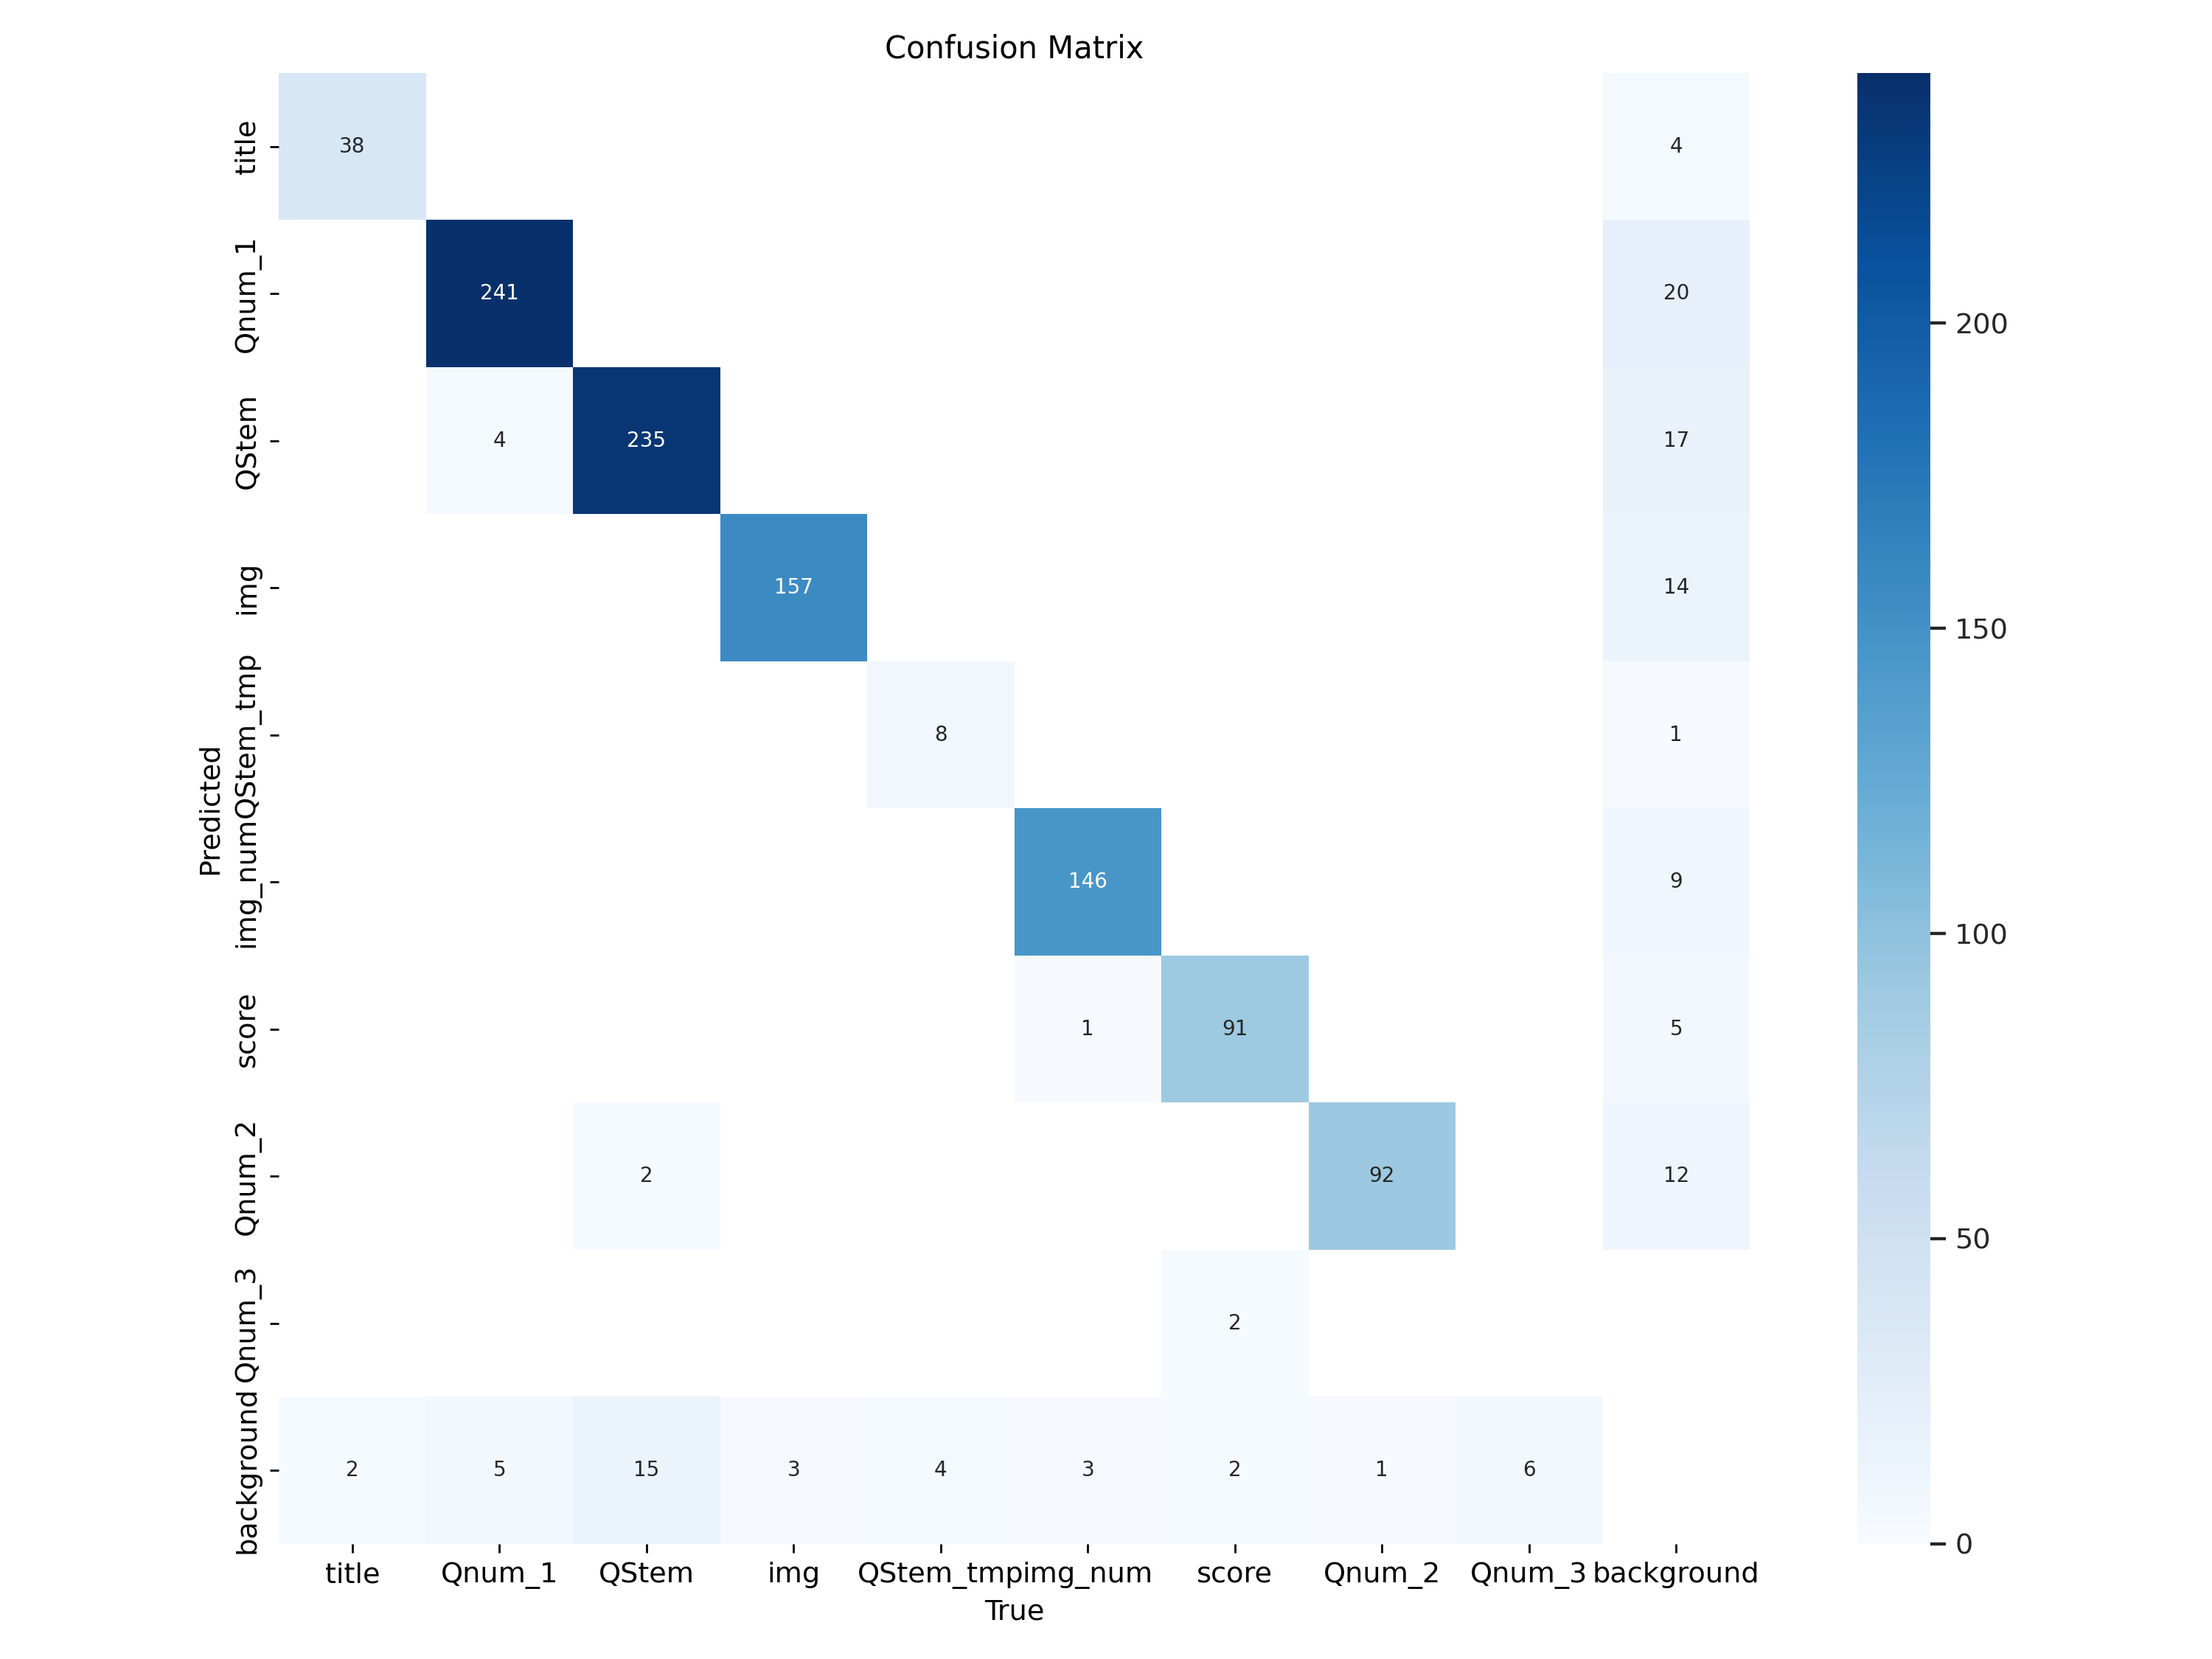 Confusion Matrix
title 38 4
Qnum_1 241 20
QStem 4 235 17
img 157 14
QStem_tmp 8 1
img_num 146 9
score 1 91 5
Qnum_2 2 92 12
Qnum_3 2
background 2 5 15 3 4 3 2 1 6
Predicted
title Qnum_1 QStem img QStem_tmp img_num score Qnum_2 Qnum_3 background
True
200
150
100
50
0